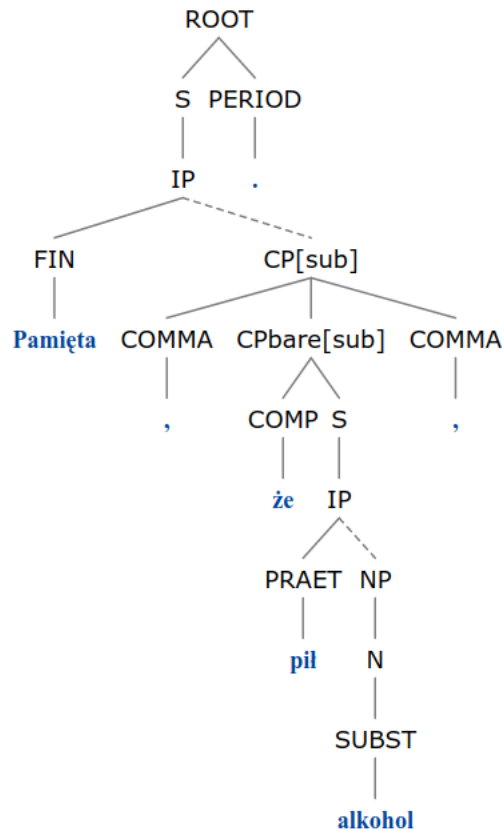 ROOT
S PERIOD
IP .
FIN CP[sub]
Pamięta COMMA CPbare[sub] COMMA
, COMP S ,
że IP
PRAET NP
pił N
SUBST
alkohol